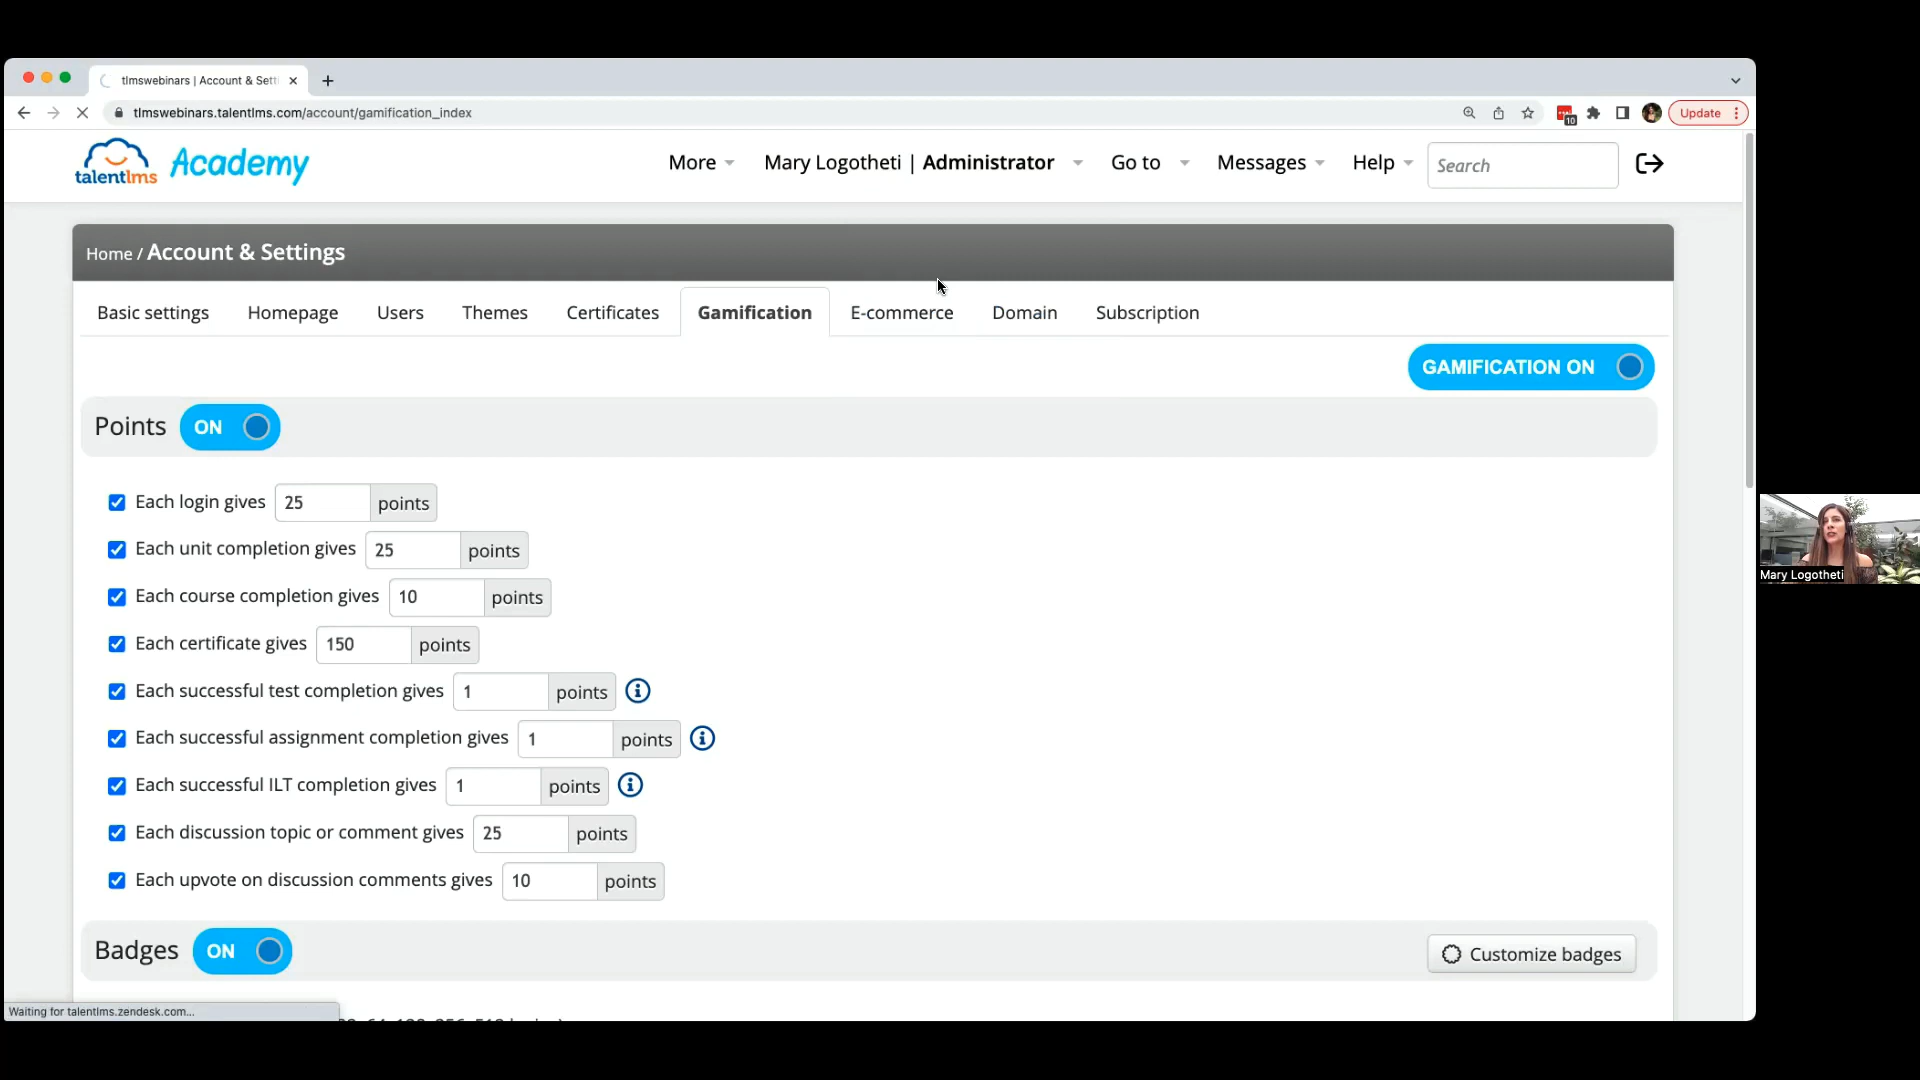 tlmswebinars | Account & Sett
tlmswebinars.talentlms.com/account/gamification_index
10
Update
talentlms Academy
More
Mary Logotheti | Administrator
Go to
Messages
Help
Search
Home / Account & Settings
Basic settings
Homepage
Users
Themes
Certificates
Gamification
E-commerce
Domain
Subscription
GAMIFICATION ON
Points ON
Each login gives 25 points
Each unit completion gives 25 points
Each course completion gives 10 points
Each certificate gives 150 points
Each successful test completion gives 1 points
Each successful assignment completion gives 1 points
Each successful ILT completion gives 1 points
Each discussion topic or comment gives 25 points
Each upvote on discussion comments gives 10 points
Mary Logotheti
Badges ON
Customize badges
Waiting for talentlms.zendesk.com...